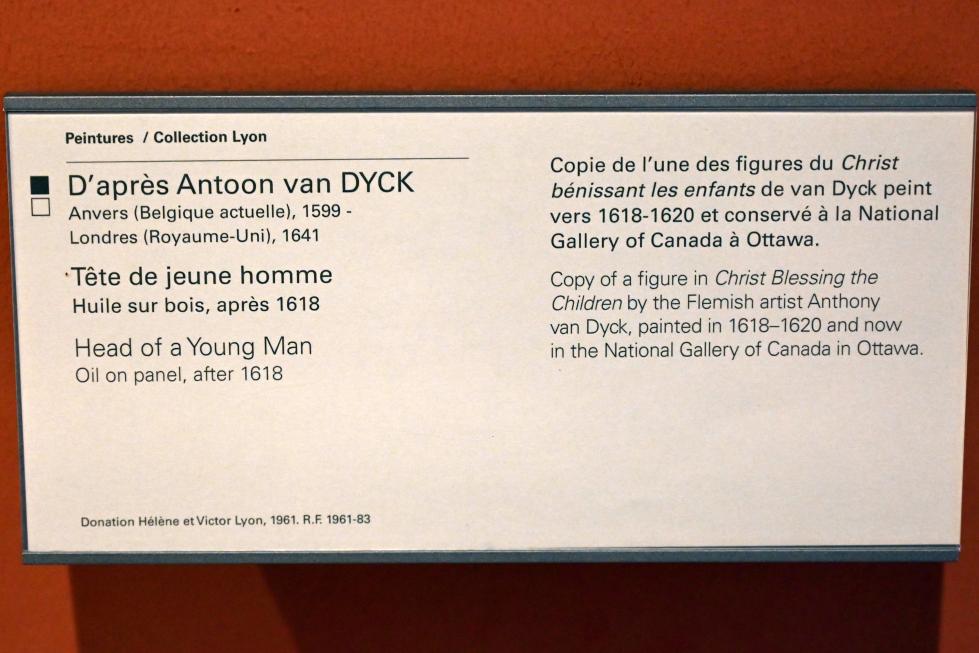 Peintures / Collection Lyon
D'après Antoon van DYCK
Anvers (Belgique actuelle), 1599 -
Londres (Royaume-Uni), 1641
Tête de jeune homme
Huile sur bois, après 1618
Head of a Young Man
Oil on panel, after 1618
Donation Hélène et Victor Lyon, 1961. R.F. 1961-83
Copie de l'une des figures du Christ
bénissant les enfants de van Dyck peint
vers 1618-1620 et conservé à la National
Gallery of Canada à Ottawa.
Copy of a figure in Christ Blessing the
Children by the Flemish artist Anthony
van Dyck, painted in 1618–1620 and now
in the National Gallery of Canada in Ottawa.